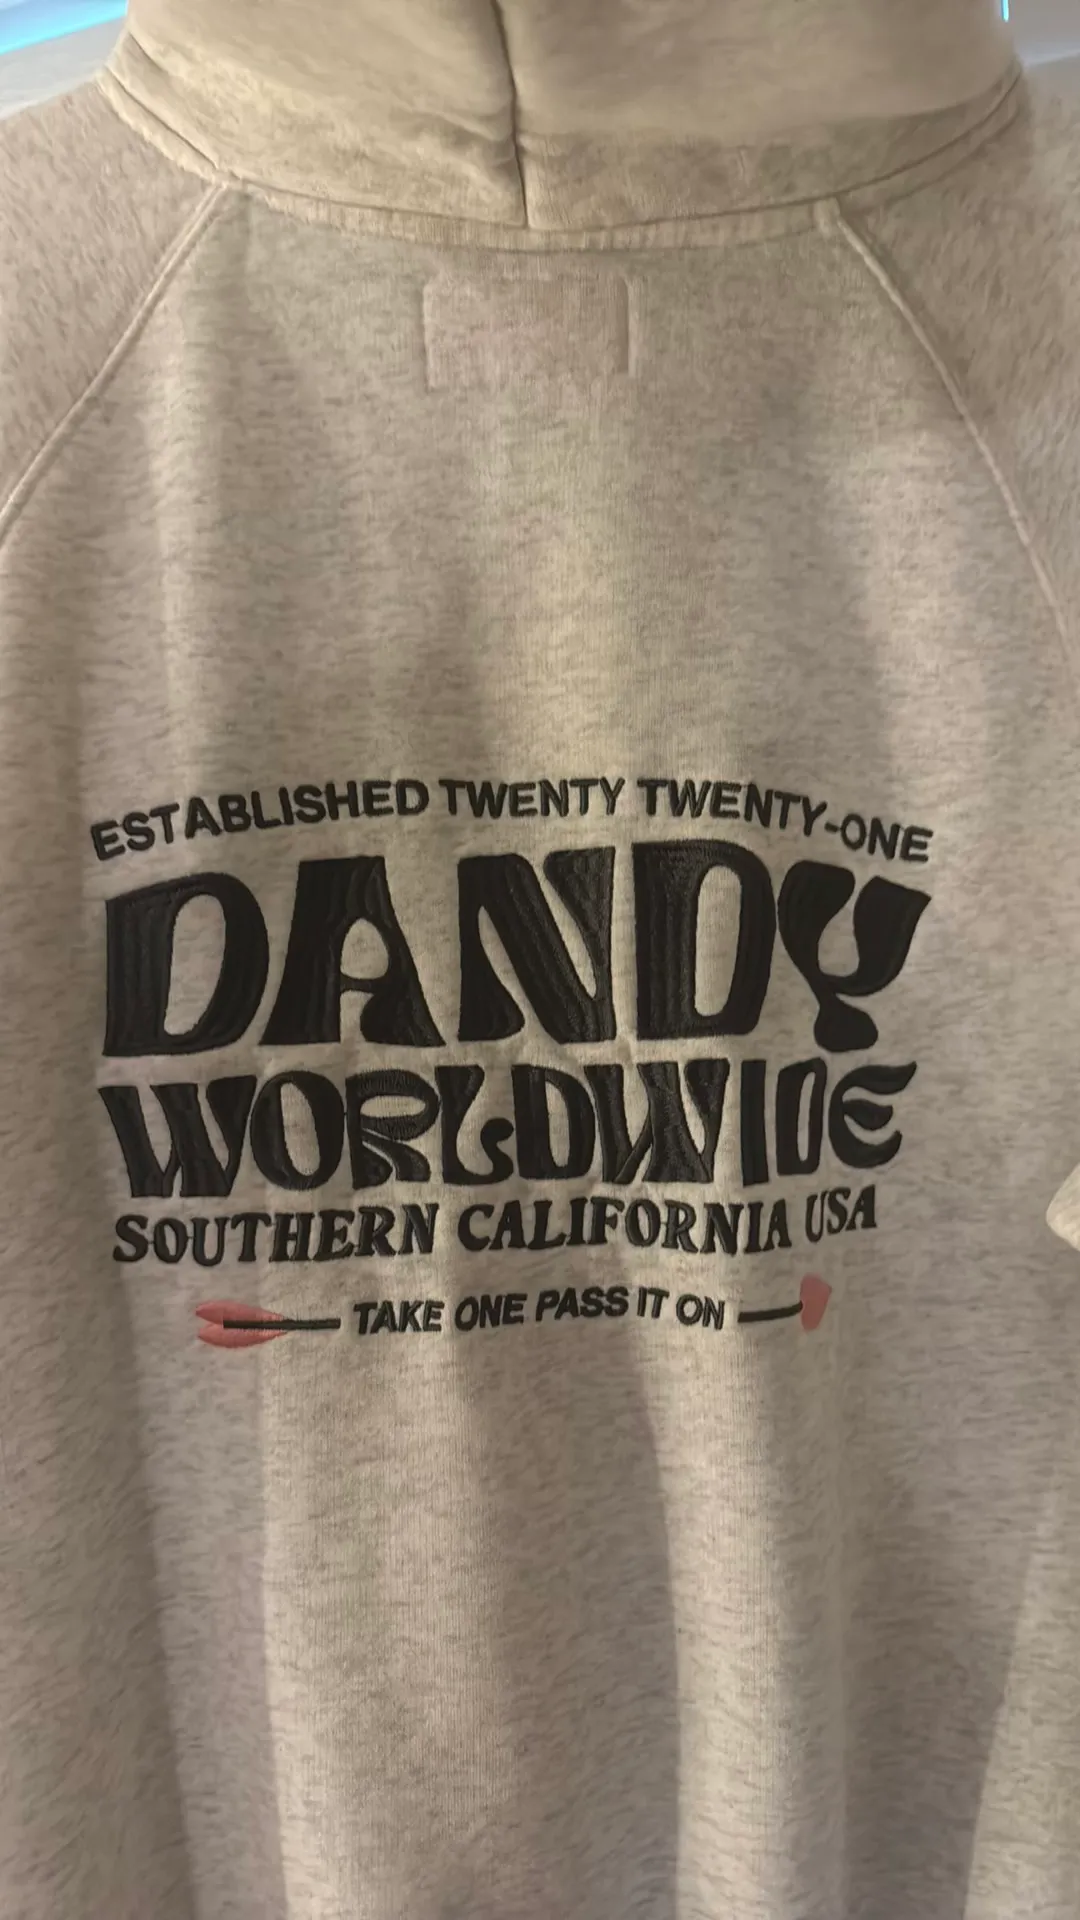 ESTABLISHED TWENTY TWENTY-ONE
DANDY
WORLDWIDE
SOUTHERN CALIFORNIA USA
TAKE ONE PASS IT ON